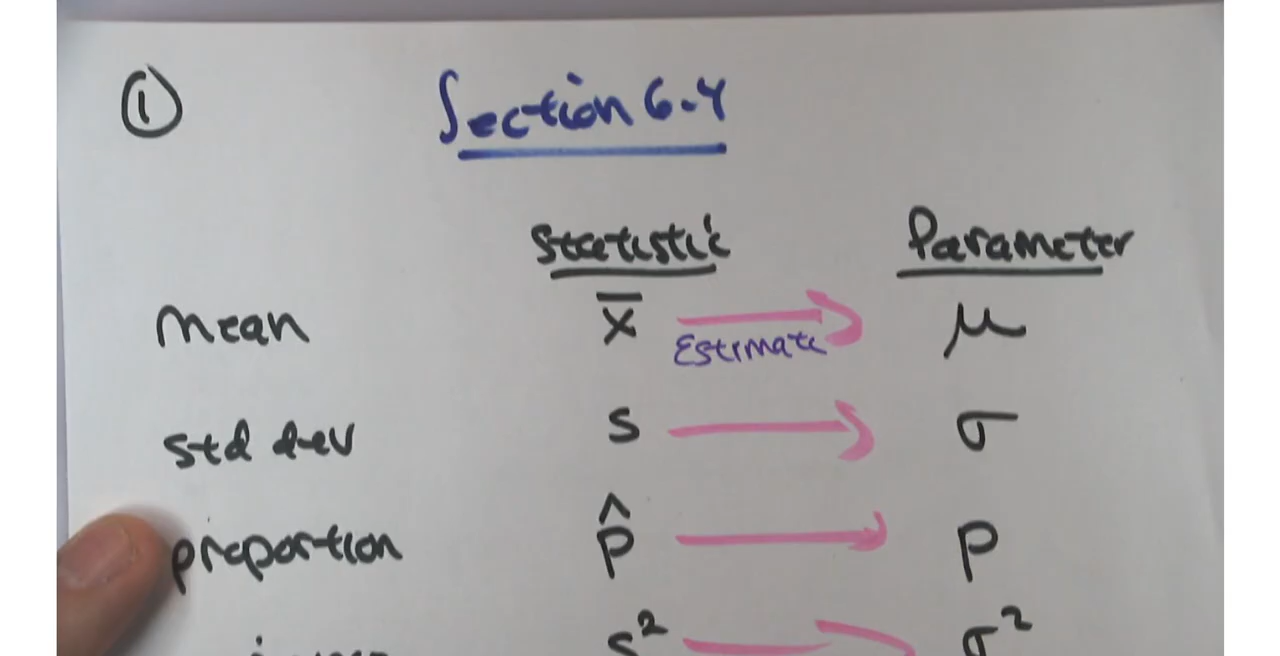 ① Section 6.4
Statistic Parameter
mean x̄ → μ
Estimate
std dev s → σ
proportion p̂ → p
s² → σ²